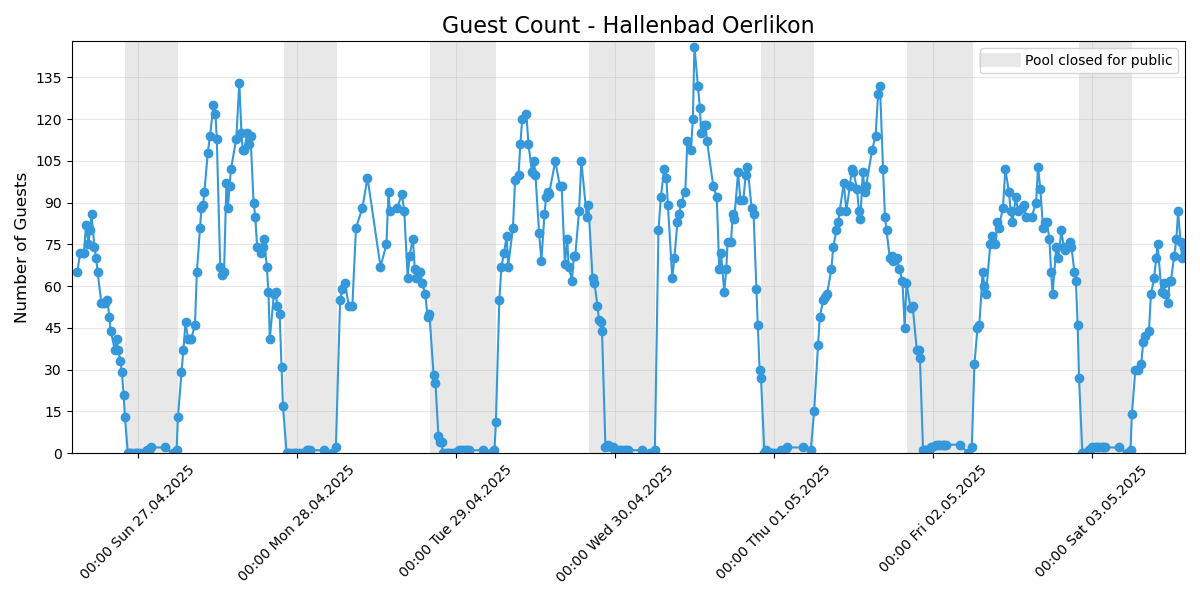 Guest Count - Hallenbad Oerlikon
Pool closed for public
Number of Guests
135
120
105
90
75
60
45
30
15
0
00:00 Sun 27.04.2025
00:00 Mon 28.04.2025
00:00 Tue 29.04.2025
00:00 Wed 30.04.2025
00:00 Thu 01.05.2025
00:00 Fri 02.05.2025
00:00 Sat 03.05.2025